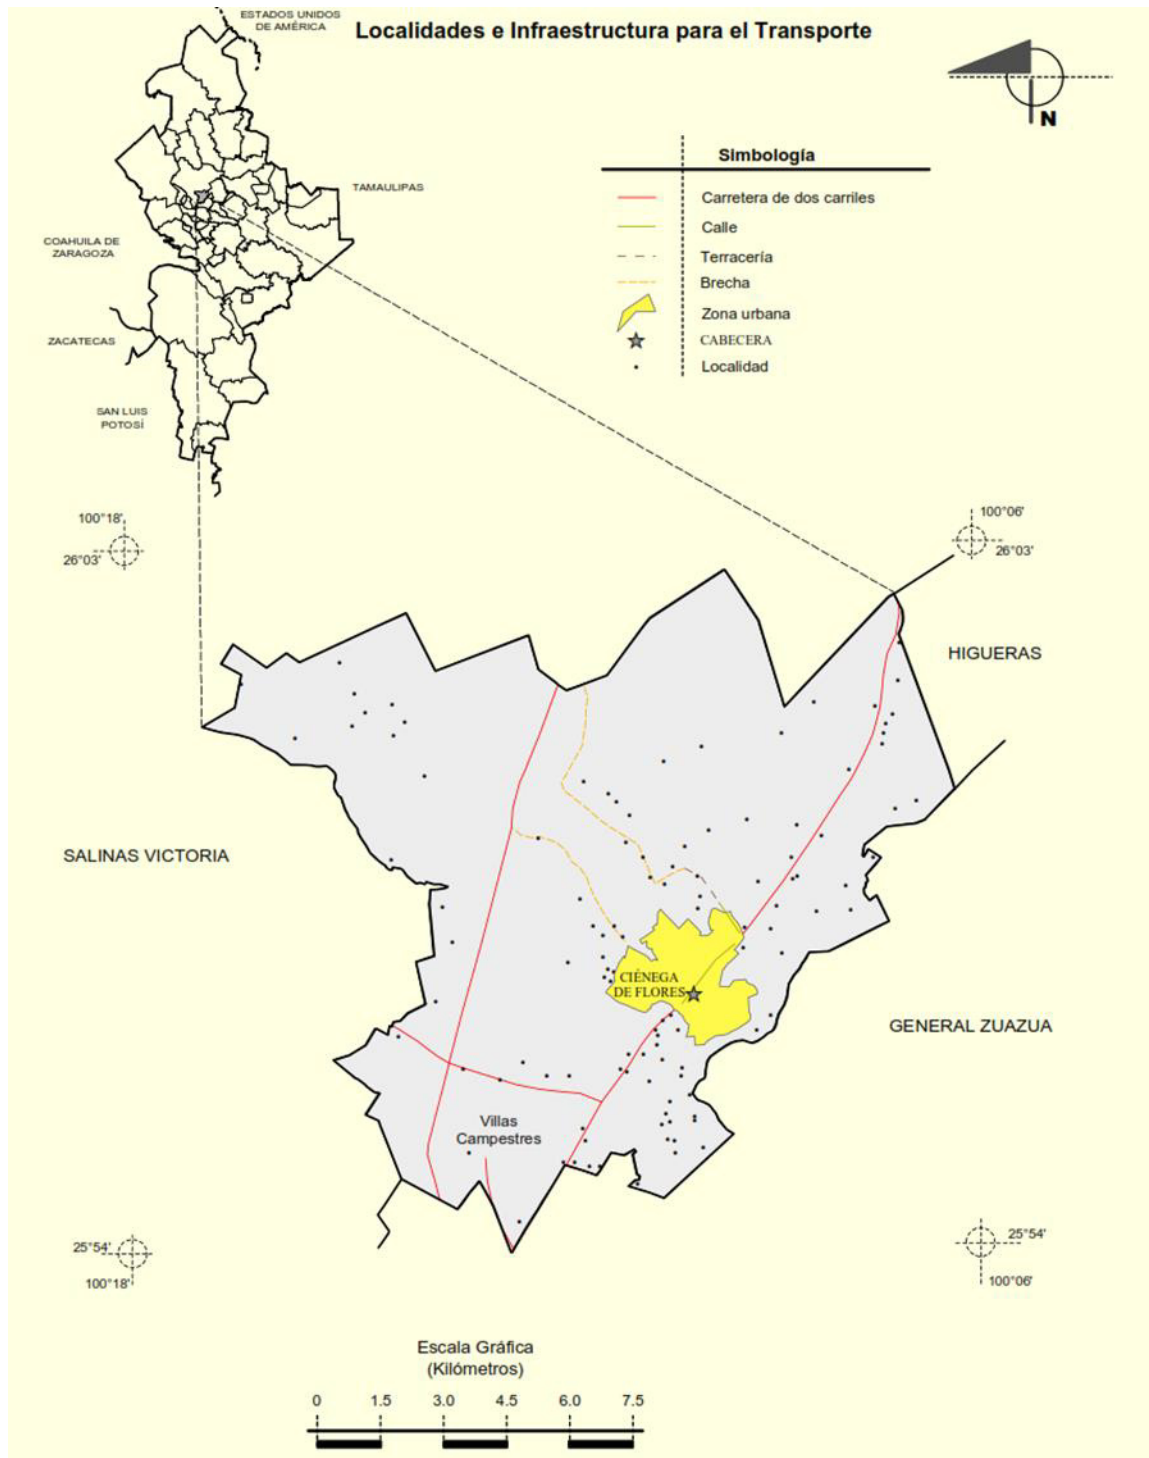 ESTADOS UNIDOS
DE AMÉRICA
Localidades e Infraestructura para el Transporte
N
Simbología
Carretera de dos carriles
Calle
Terracería
Brecha
Zona urbana
CABECERA
Localidad
TAMAULIPAS
COAHUILA DE
ZARAGOZA
ZACATECAS
SAN LUIS
POTOSÍ
100°18'
26°03'
100°06'
26°03'
HIGUERAS
SALINAS VICTORIA
CIÉNEGA
DE FLORES
GENERAL ZUAZUA
Villas
Campestres
25°54'
100°18'
25°54'
100°06'
Escala Gráfica
(Kilómetros)
0 1.5 3.0 4.5 6.0 7.5